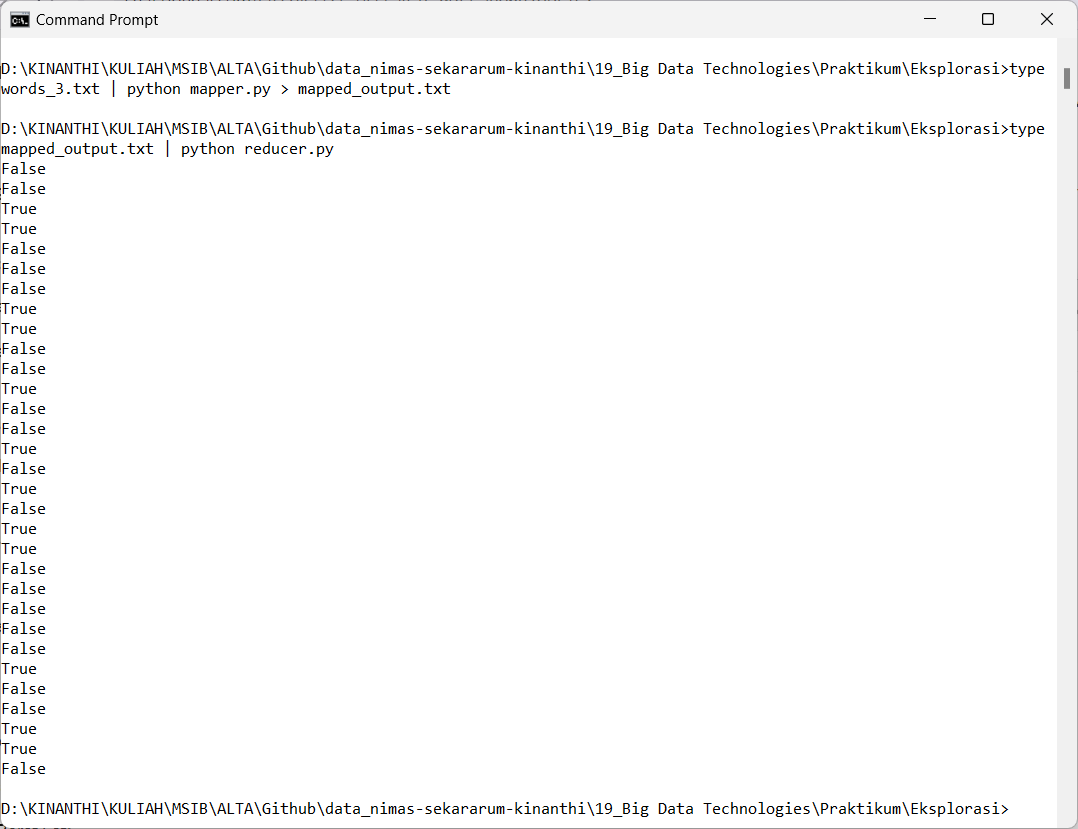 Command Prompt
D:\KINANTHI\KULIAH\MSIB\ALTA\Github\data_nimas-sekararum-kinanthi\19_Big Data Technologies\Praktikum\Eksplorasi>type
words_3.txt | python mapper.py > mapped_output.txt
D:\KINANTHI\KULIAH\MSIB\ALTA\Github\data_nimas-sekararum-kinanthi\19_Big Data Technologies\Praktikum\Eksplorasi>type
mapped_output.txt | python reducer.py
False
False
True
True
False
False
False
True
True
False
False
True
False
False
True
False
True
False
True
True
False
False
False
False
False
True
False
False
True
True
False
D:\KINANTHI\KULIAH\MSIB\ALTA\Github\data_nimas-sekararum-kinanthi\19_Big Data Technologies\Praktikum\Eksplorasi>